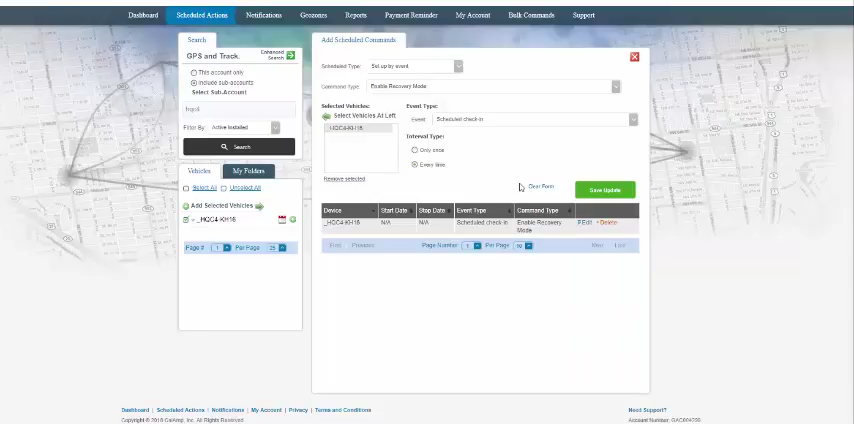 Dashboard Scheduled Actions Notifications Geozones Reports Payment Reminder My Account Bulk Commands Support
Search
GPS and Track.
Enhanced Search
This account only
Include sub-accounts
Select Sub-Account
hqc4
Filter By: Active Installed
Search
Vehicles My Folders
Select All Unselect All
Add Selected Vehicles
_HQC4-KH16
Page # 1 Per Page 25
Add Scheduled Commands
Scheduled Type: Set up by event
Command Type: Enable Recovery Mode
Selected Vehicles: Event Type:
Select Vehicles At Left
Event: Scheduled check-in
_HQC4-KH16
Interval Type:
Only once
Every time
Remove selected
Clear Form Save Update
Device Start Date Stop Date Event Type Command Type
_HQC4-KH16 N/A N/A Scheduled check-in Enable Recovery Mode Edit Delete
First Previous Page Number 1 Per Page Next Last
Dashboard | Scheduled Actions | Notifications | My Account | Privacy | Terms and Conditions
Copyright © 2018 CalAmp, Inc. All Rights Reserved
Need Support?
Account Number: